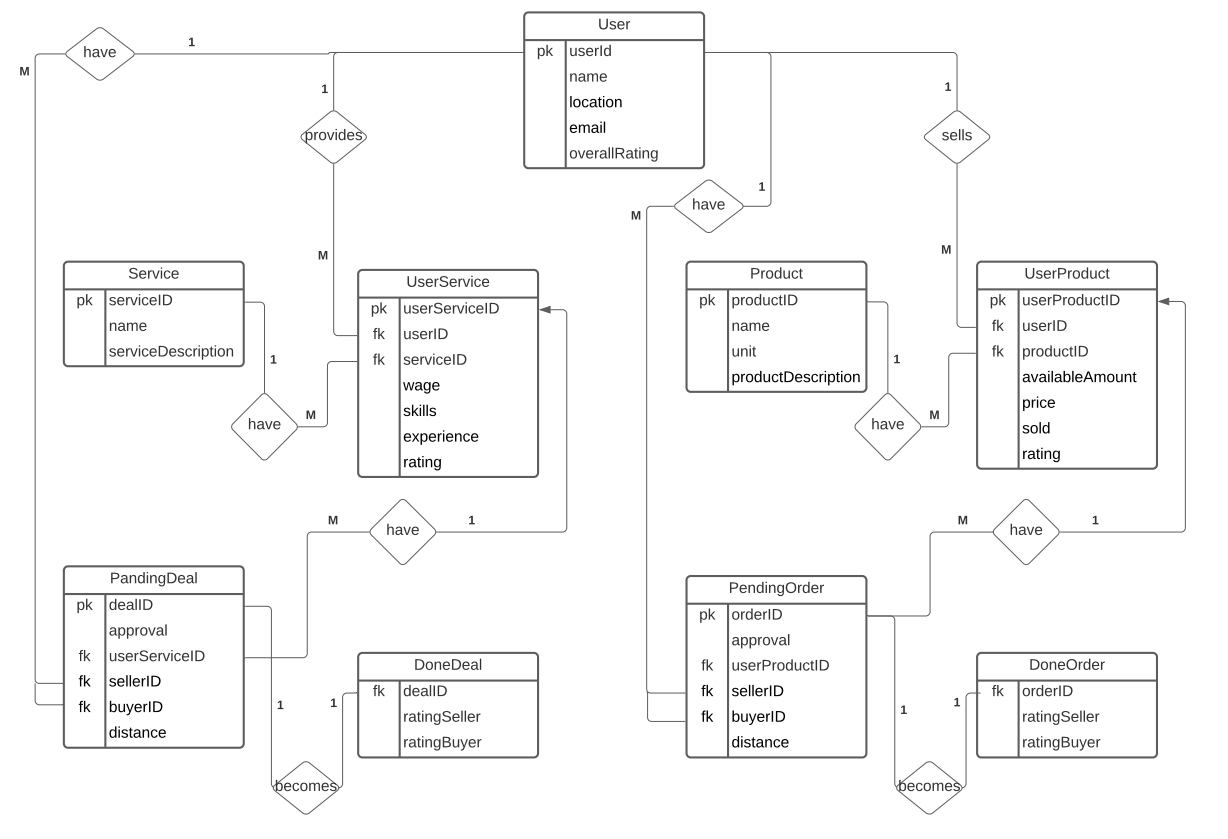 User
pk userId
name
location
email
overallRating
have
1
M
1
provides
M
1
sells
M
1
have
M
Service
pk serviceID
name
serviceDescription
UserService
pk userServiceID
fk userID
fk serviceID
wage
skills
experience
rating
1
have
M
Product
pk productID
name
unit
productDescription
UserProduct
pk userProductID
fk userID
fk productID
availableAmount
price
sold
rating
1
have
M
M
have
1
M
have
1
PandingDeal
pk dealID
approval
fk userServiceID
fk sellerID
fk buyerID
distance
DoneDeal
fk dealID
ratingSeller
ratingBuyer
1
becomes
1
PendingOrder
pk orderID
approval
fk userProductID
fk sellerID
fk buyerID
distance
DoneOrder
fk orderID
ratingSeller
ratingBuyer
1
becomes
1